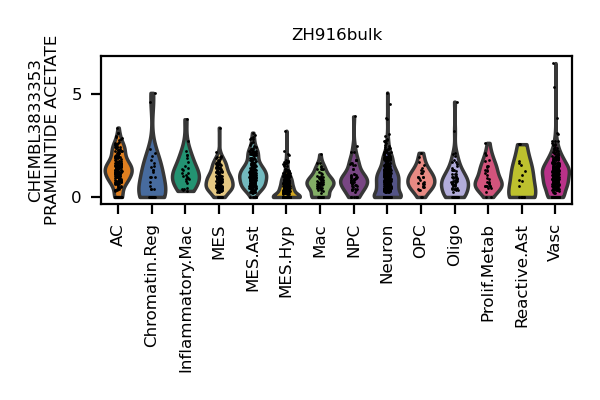 ZH916bulk
CHEMBL3833353
PRAMLINTIDE ACETATE
5
0
AC
Chromatin.Reg
Inflammatory.Mac
MES
MES.Ast
MES.Hyp
Mac
NPC
Neuron
OPC
Oligo
Prolif.Metab
Reactive.Ast
Vasc